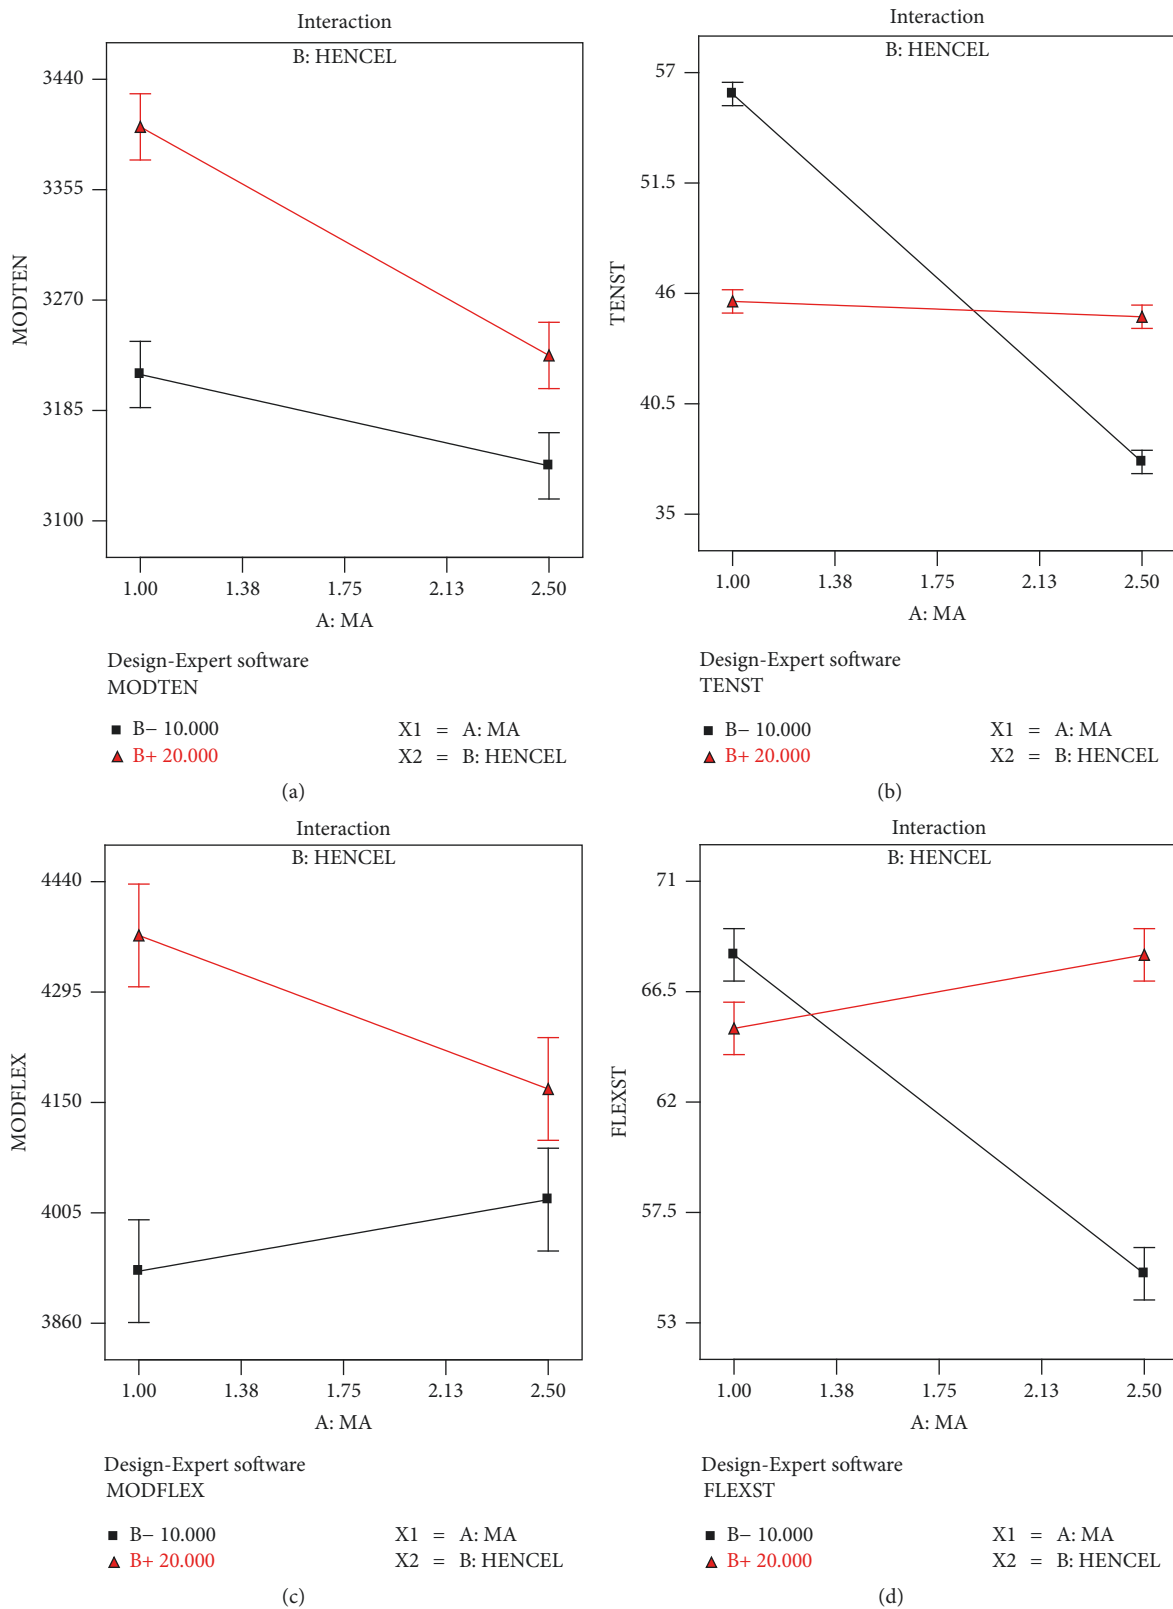 Interaction
B: HENCEL
3440
3355
3270
3185
3100
MODTEN
1.00 1.38 1.75 2.13 2.50
A: MA
Design-Expert software
MODTEN
B− 10.000 X1 = A: MA
B+ 20.000 X2 = B: HENCEL
(a)
Interaction
B: HENCEL
57
51.5
46
40.5
35
TENST
1.00 1.38 1.75 2.13 2.50
A: MA
Design-Expert software
TENST
B− 10.000 X1 = A: MA
B+ 20.000 X2 = B: HENCEL
(b)
Interaction
B: HENCEL
4440
4295
4150
4005
3860
MODFLEX
1.00 1.38 1.75 2.13 2.50
A: MA
Design-Expert software
MODFLEX
B− 10.000 X1 = A: MA
B+ 20.000 X2 = B: HENCEL
(c)
Interaction
B: HENCEL
71
66.5
62
57.5
53
FLEXST
1.00 1.38 1.75 2.13 2.50
A: MA
Design-Expert software
FLEXST
B− 10.000 X1 = A: MA
B+ 20.000 X2 = B: HENCEL
(d)